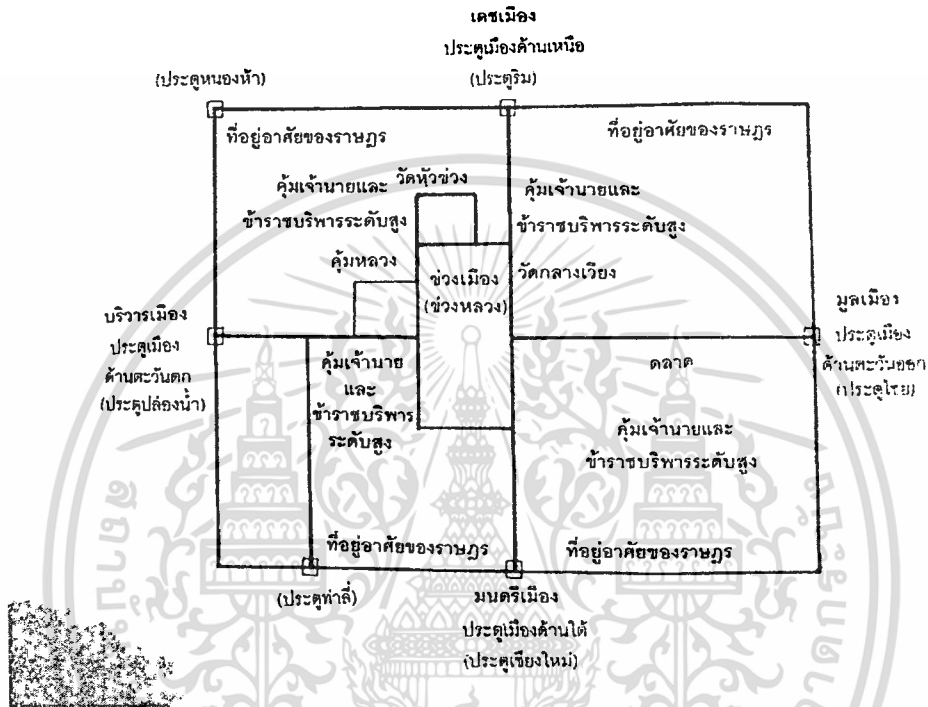 เดชเมือง
ประตูเมืองด้านเหนือ
(ประตูริม)
(ประตูหนองห้า)
ที่อยู่อาศัยของราษฎร
ที่อยู่อาศัยของราษฎร
คุ้มเจ้านายและ
ข้าราชบริพารระดับสูง
วัดหัวข่วง
คุ้มเจ้านายและ
ข้าราชบริพารระดับสูง
คุ้มหลวง
ข่วงเมือง
(ข่วงหลวง)
วัดกลางเวียง
บริวารเมือง
ประตูเมือง
ด้านตะวันตก
(ประตูปล่องน้ำ)
มูลเมือง
ประตูเมือง
ด้านตะวันออก
คุ้มเจ้านาย
และ
ข้าราชบริพาร
ระดับสูง
ตลาด
คุ้มเจ้านายและ
ข้าราชบริพารระดับสูง
ที่อยู่อาศัยของราษฎร
ที่อยู่อาศัยของราษฎร
(ประตูท่าลี่)
มนตรีเมือง
ประตูเมืองด้านใต้
(ประตูเชียงใหม่)